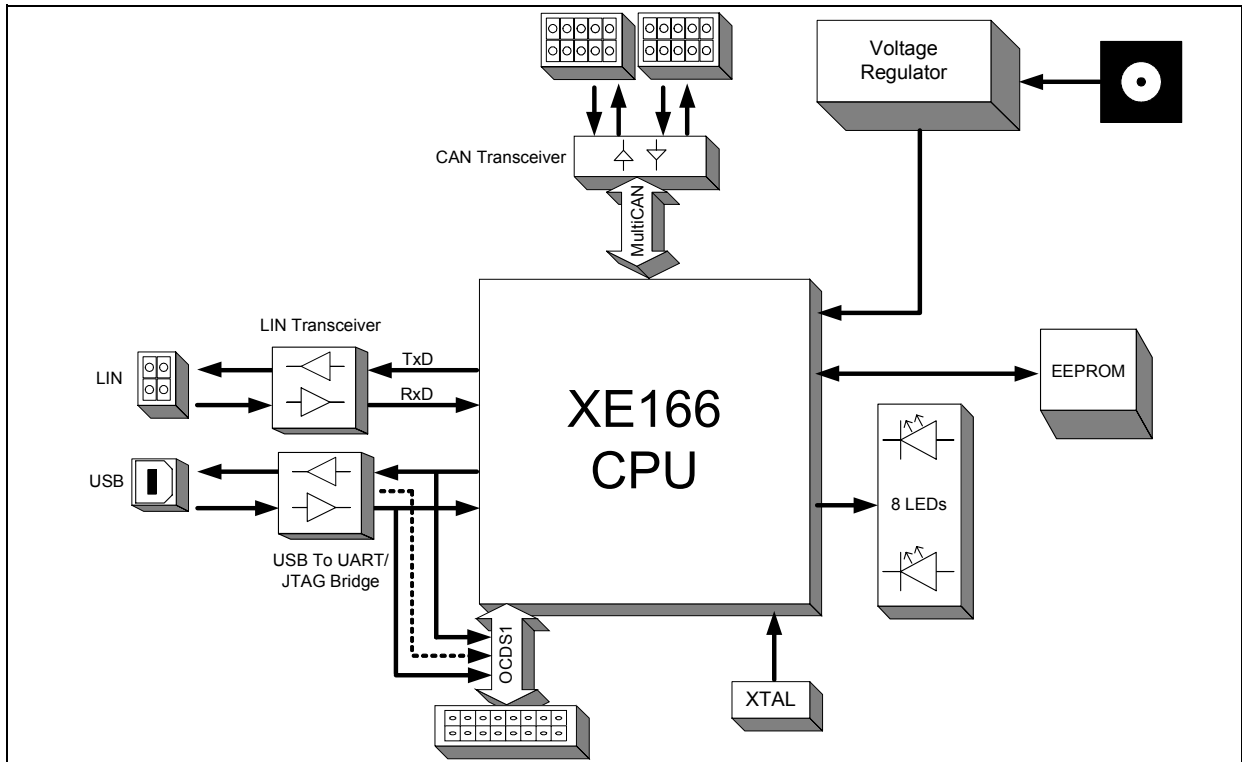 Voltage
Regulator
CAN Transceiver
MultiCAN
LIN Transceiver
TxD
LIN
RxD
EEPROM
XE166
CPU
USB
8 LEDs
USB To UART/
JTAG Bridge
OCDS1
XTAL